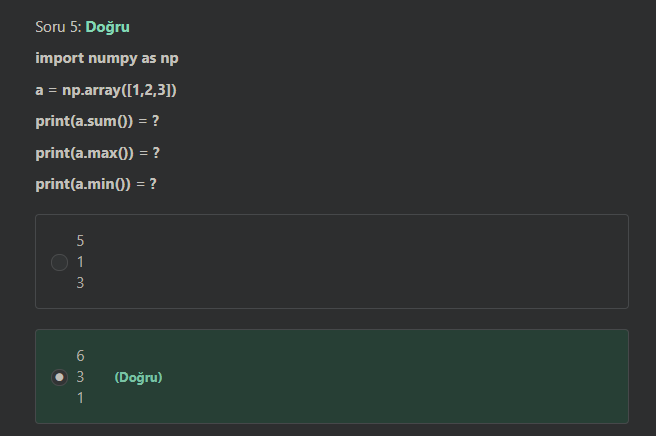 Soru 5: Doğru
import numpy as np
a = np.array([1,2,3])
print(a.sum()) = ?
print(a.max()) = ?
print(a.min()) = ?
5
1
3
6
3 (Doğru)
1